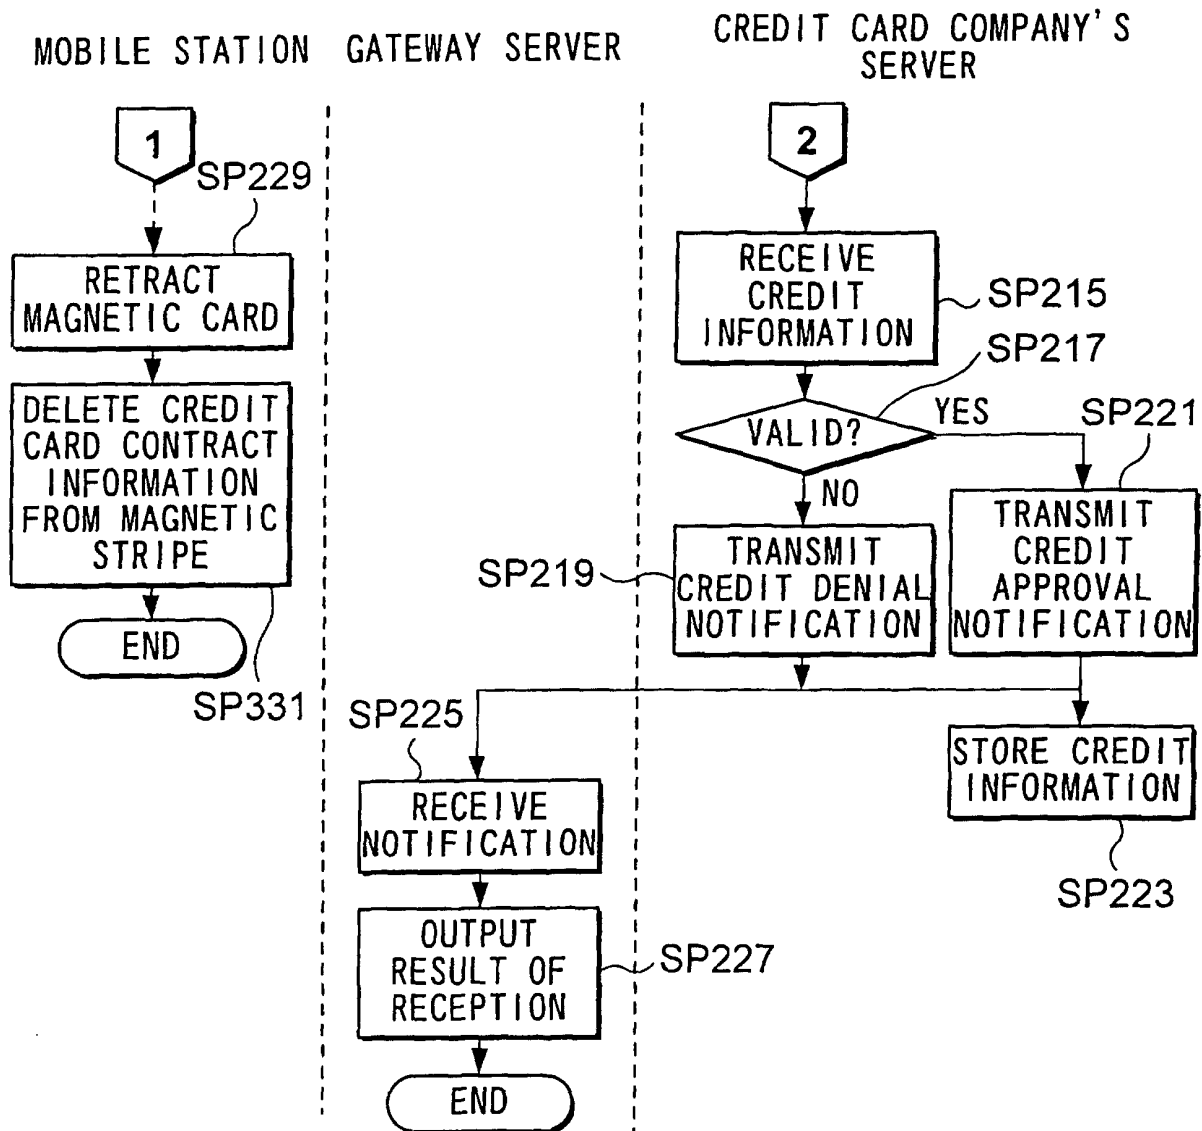 MOBILE STATION
GATEWAY SERVER
CREDIT CARD COMPANY'S
SERVER
1
SP229
RETRACT
MAGNETIC CARD
DELETE CREDIT
CARD CONTRACT
INFORMATION
FROM MAGNETIC
STRIPE
END
SP331
2
RECEIVE
CREDIT
INFORMATION
SP215
SP217
VALID?
YES
NO
SP221
TRANSMIT
CREDIT
APPROVAL
NOTIFICATION
SP219
TRANSMIT
CREDIT DENIAL
NOTIFICATION
STORE CREDIT
INFORMATION
SP223
SP225
RECEIVE
NOTIFICATION
OUTPUT
RESULT OF
RECEPTION
SP227
END